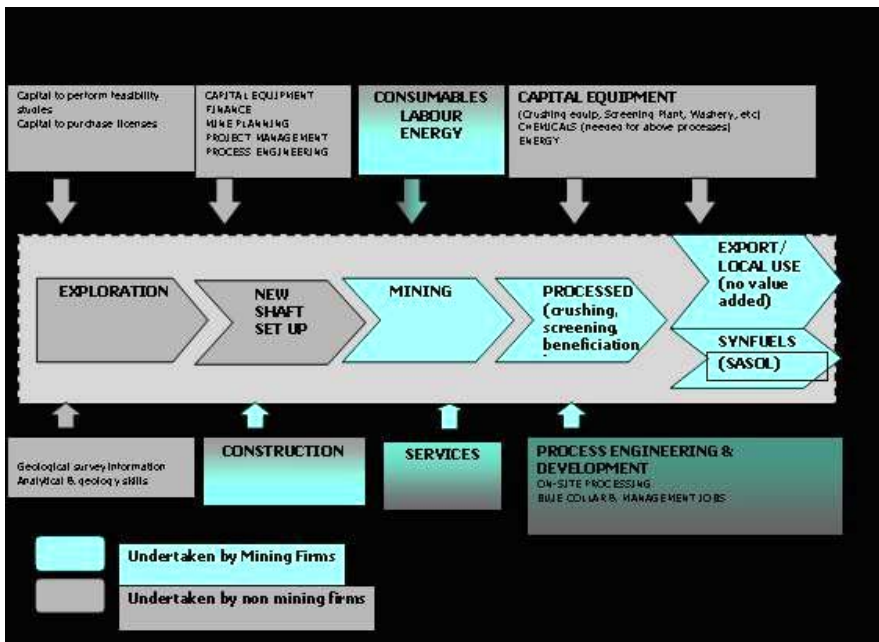 Capital to perform feasibility
studies
Capital to purchase licenses
CAPITAL EQUIPMENT
FINANCE
MINE PLANNING
PROJECT MANAGEMENT
PROCESS ENGINEERING
CONSUMABLES
LABOUR
ENERGY
CAPITAL EQUIPMENT
(Crushing equip, Screening Plant, Washery, etc)
CHEMICALS (needed for above processes)
ENERGY
EXPLORATION
NEW
SHAFT
SET UP
MINING
PROCESSED
(crushing,
screening,
beneficiation
EXPORT/
LOCAL USE
(no value
added)
SYNFUELS
(SASOL)
Geological survey information
Analytical & geology skills
CONSTRUCTION
SERVICES
PROCESS ENGINEERING &
DEVELOPMENT
ON-SITE PROCESSING
BLUE COLLAR & MANAGEMENT JOBS
Undertaken by Mining Firms
Undertaken by non mining firms